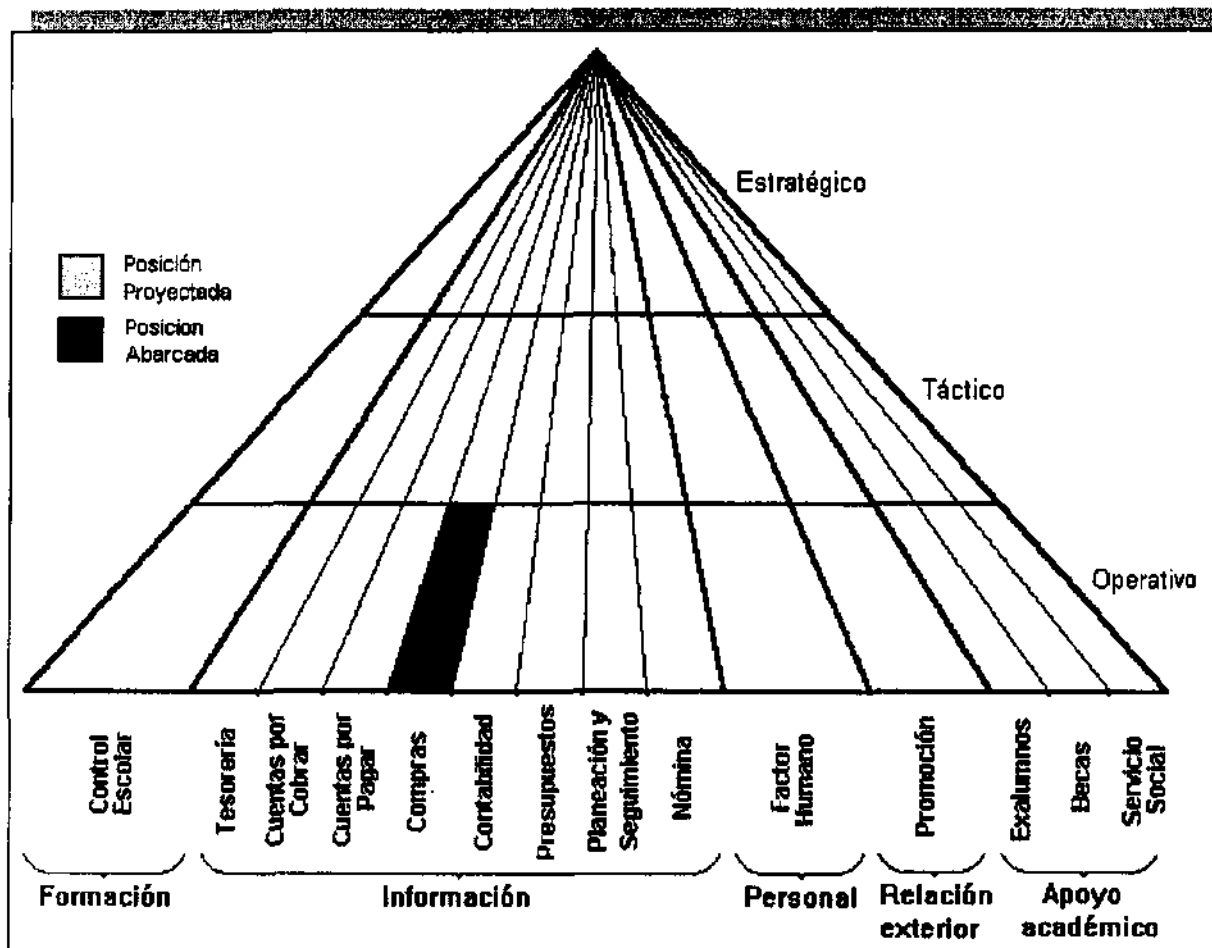 Estratégico
Posición
Proyectada
Posicion
Abarcada
Táctico
Operativo
Control
Escolar
Tesorería
Cuentas por
Cobrar
Cuentas por
Pagar
Compras
Contabilidad
Presupuestos
Planeación y
Seguimiento
Nómina
Factor
Humano
Promoción
Exalumnos
Becas
Servicio
Social
Formación
Información
Personal
Relación
exterior
Apoyo
académico